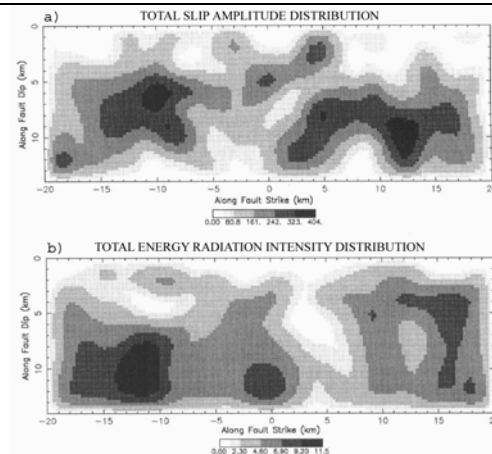 a) TOTAL SLIP AMPLITUDE DISTRIBUTION
0
5
10
Along Fault Dip (km)
-20 -15 -10 -5 0 5 10 15 20
Along Fault Strike (km)
0.00 80.8 161. 242. 323. 404.
b) TOTAL ENERGY RADIATION INTENSITY DISTRIBUTION
0
5
10
Along Fault Dip (km)
-20 -15 -10 -5 0 5 10 15 20
Along Fault Strike (km)
0.00 2.30 4.60 6.90 9.20 11.5